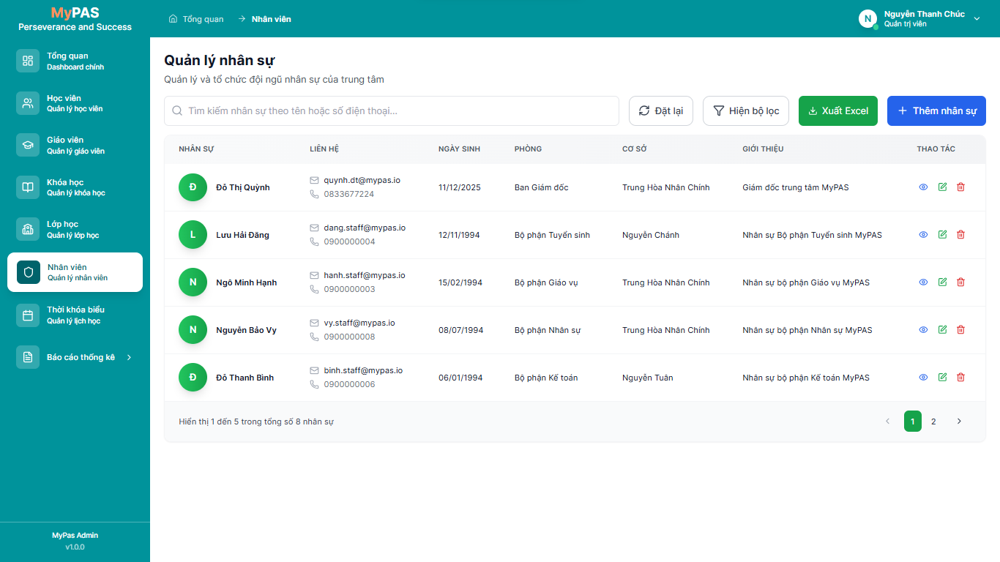 MyPAS
Perseverance and Success
Tổng quan
Nhân viên
N
Nguyễn Thanh Chúc
Quản trị viên
Tổng quan
Dashboard chính
Học viên
Quản lý học viên
Giáo viên
Quản lý giáo viên
Khóa học
Quản lý khóa học
Lớp học
Quản lý lớp học
Nhân viên
Quản lý nhân viên
Thời khóa biểu
Quản lý lịch học
Báo cáo thống kê
MyPas Admin
v1.0.0
Quản lý nhân sự
Quản lý và tổ chức đội ngũ nhân sự của trung tâm
Tìm kiếm nhân sự theo tên hoặc số điện thoại...
Đặt lại
Hiện bộ lọc
Xuất Excel
Thêm nhân sự
NHÂN SỰ LIÊN HỆ NGÀY SINH PHÒNG CƠ SỞ GIỚI THIỆU THAO TÁC
quynh.dt@mypas.io
Đ Đỗ Thị Quỳnh 11/12/2025 Ban Giám đốc Trung Hòa Nhân Chính Giám đốc trung tâm MyPAS
0833677224
dang.staff@mypas.io
L Lưu Hải Đăng 12/11/1994 Bộ phận Tuyển sinh Nguyễn Chánh Nhân sự Bộ phận Tuyển sinh MyPAS
0900000004
hanh.staff@mypas.io
N Ngô Minh Hạnh 15/02/1994 Bộ phận Giáo vụ Trung Hòa Nhân Chính Nhân sự bộ phận Giáo vụ MyPAS
0900000003
vy.staff@mypas.io
N Nguyễn Bảo Vy 08/07/1994 Bộ phận Nhân sự Trung Hòa Nhân Chính Nhân sự bộ phận Nhân sự MyPAS
0900000008
binh.staff@mypas.io
Đ Đỗ Thanh Bình 06/01/1994 Bộ phận Kế toán Nguyễn Tuân Nhân sự bộ phận Kế toán MyPAS
0900000006
Hiển thị 1 đến 5 trong tổng số 8 nhân sự
1 2